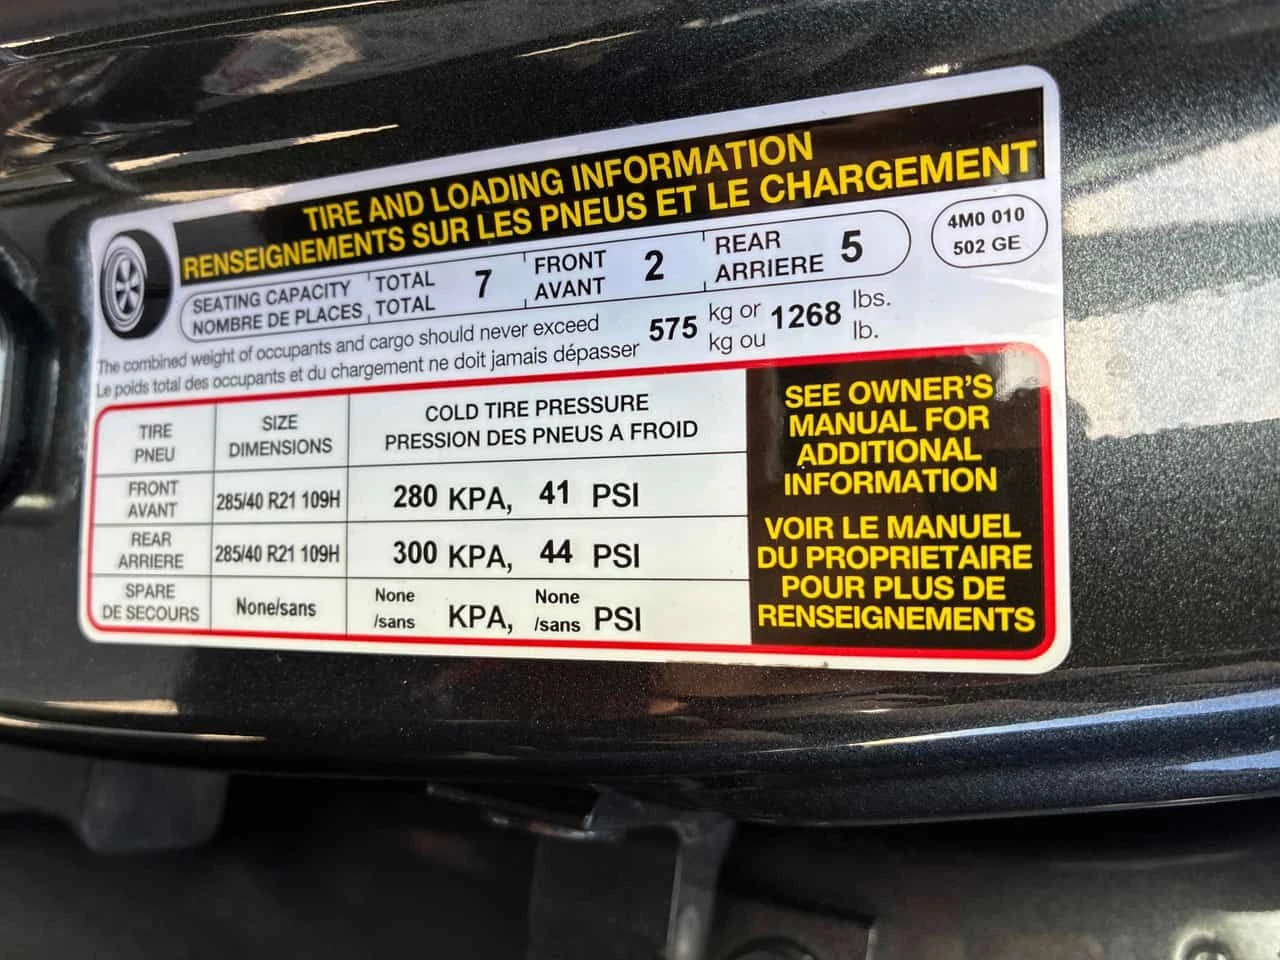 TIRE AND LOADING INFORMATION
RENSEIGNEMENTS SUR LES PNEUS ET LE CHARGEMENT
SEATING CAPACITY TOTAL 7 FRONT 2 REAR 5
NOMBRE DE PLACES TOTAL AVANT ARRIERE
4M0 010
502 GE
The combined weight of occupants and cargo should never exceed 575 kg or 1268 lbs.
Le poids total des occupants et du chargement ne doit jamais dépasser kg ou lb.
TIRE SIZE COLD TIRE PRESSURE
PNEU DIMENSIONS PRESSION DES PNEUS A FROID
FRONT
AVANT 285/40 R21 109H 280 KPA, 41 PSI
REAR
ARRIERE 285/40 R21 109H 300 KPA, 44 PSI
SPARE None None
DE SECOURS None/sans /sans KPA, /sans PSI
SEE OWNER'S
MANUAL FOR
ADDITIONAL
INFORMATION
VOIR LE MANUEL
DU PROPRIETAIRE
POUR PLUS DE
RENSEIGNEMENTS